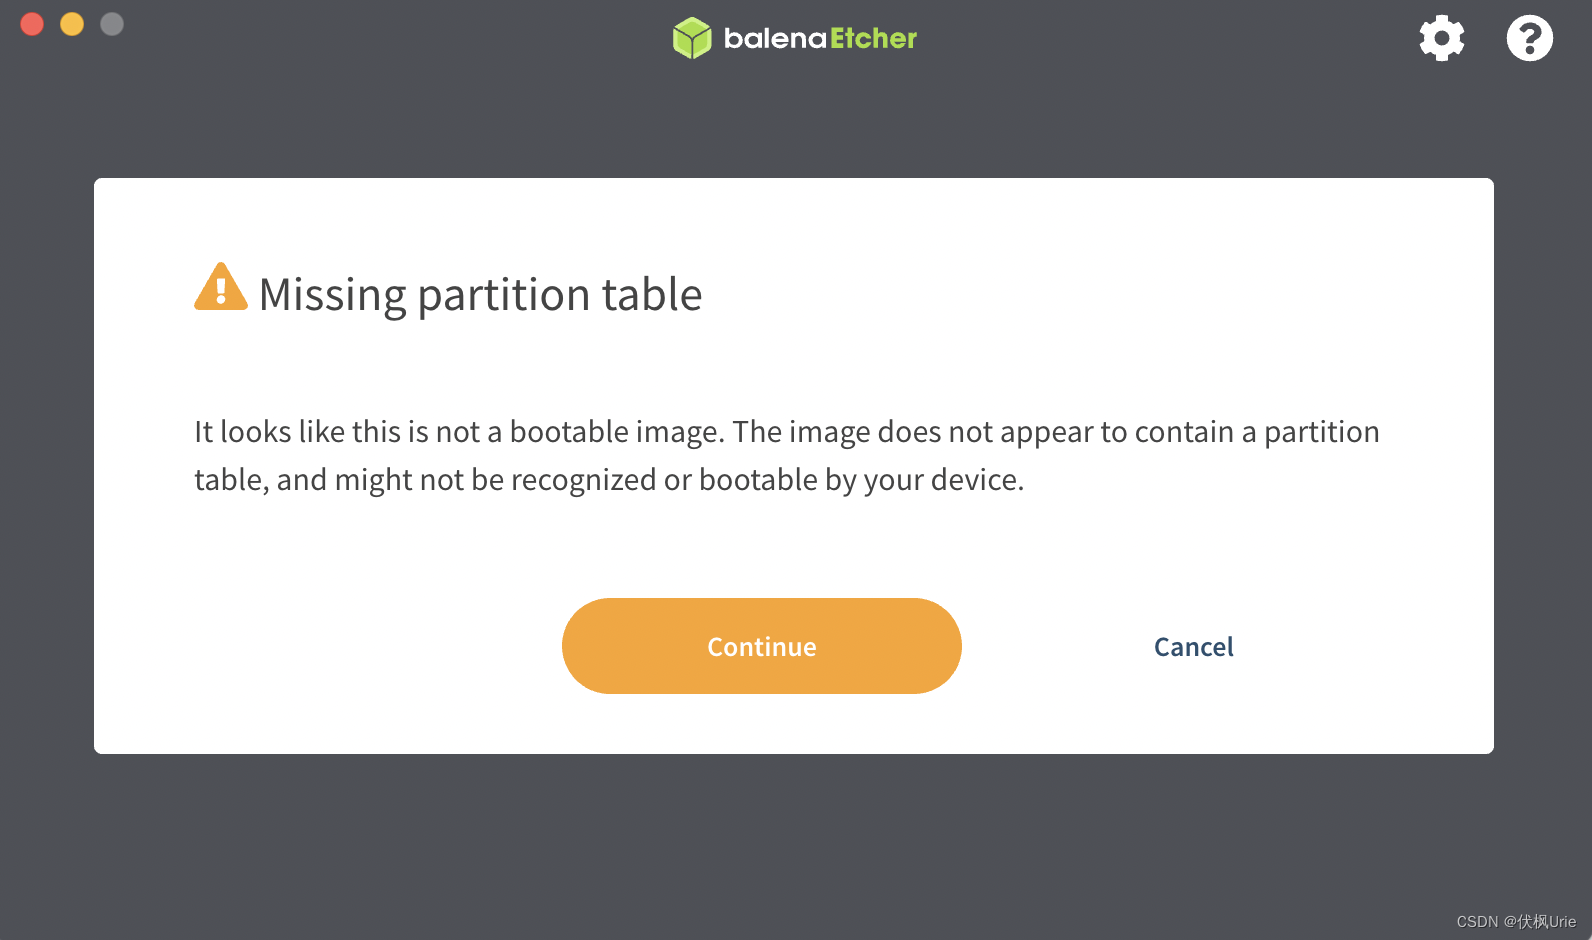 balenaEtcher
Missing partition table
It looks like this is not a bootable image. The image does not appear to contain a partition
table, and might not be recognized or bootable by your device.
Continue
Cancel
CSDN @伏枫Urie